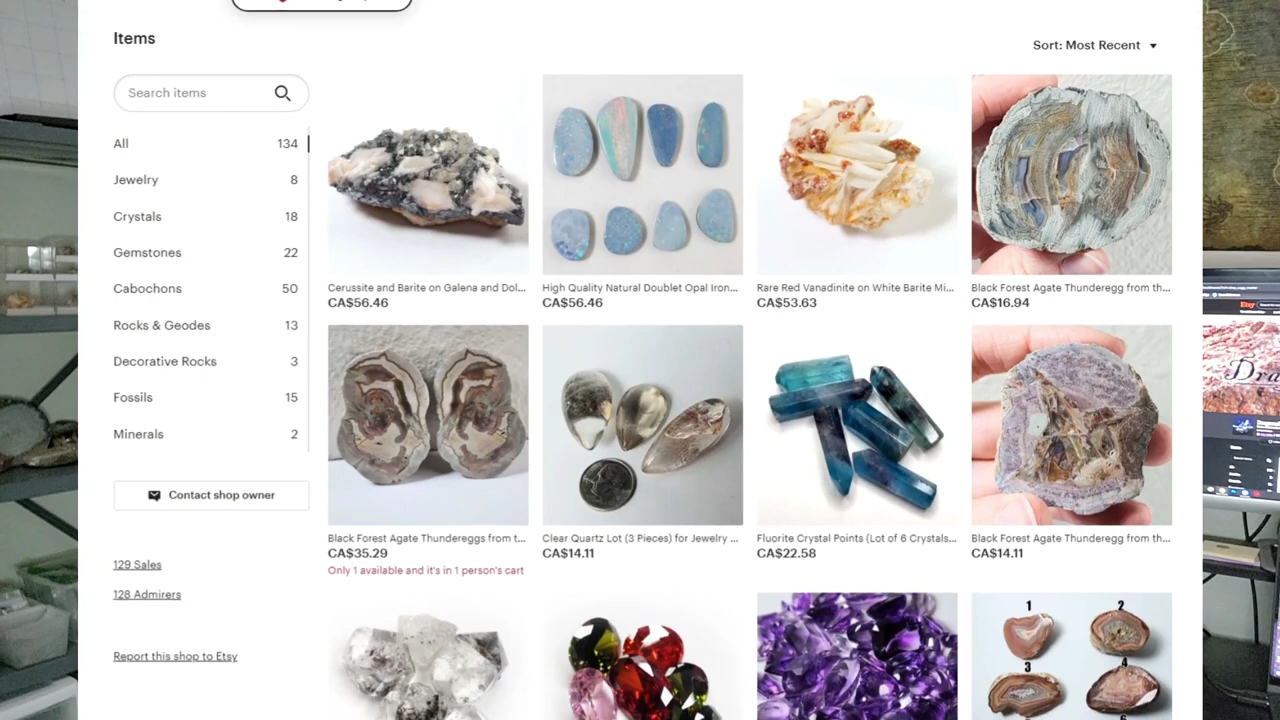 Items
Sort: Most Recent
Search items
All 134
Jewelry 8
Crystals 18
Gemstones 22
Cabochons 50
Rocks & Geodes 13
Decorative Rocks 3
Fossils 15
Minerals 2
Contact shop owner
129 Sales
128 Admirers
Report this shop to Etsy
Cerussite and Barite on Galena and Dol...
CA$56.46
High Quality Natural Doublet Opal Iron...
CA$56.46
Rare Red Vanadinite on White Barite Mi...
CA$53.63
Black Forest Agate Thunderegg from th...
CA$16.94
Black Forest Agate Thundereggs from t...
CA$35.29
Only 1 available and it's in 1 person's cart
Clear Quartz Lot (3 Pieces) for Jewelry ...
CA$14.11
Fluorite Crystal Points (Lot of 6 Crystals...
CA$22.58
Black Forest Agate Thunderegg from th...
CA$14.11
1 2
3 4
Etsy
Dra